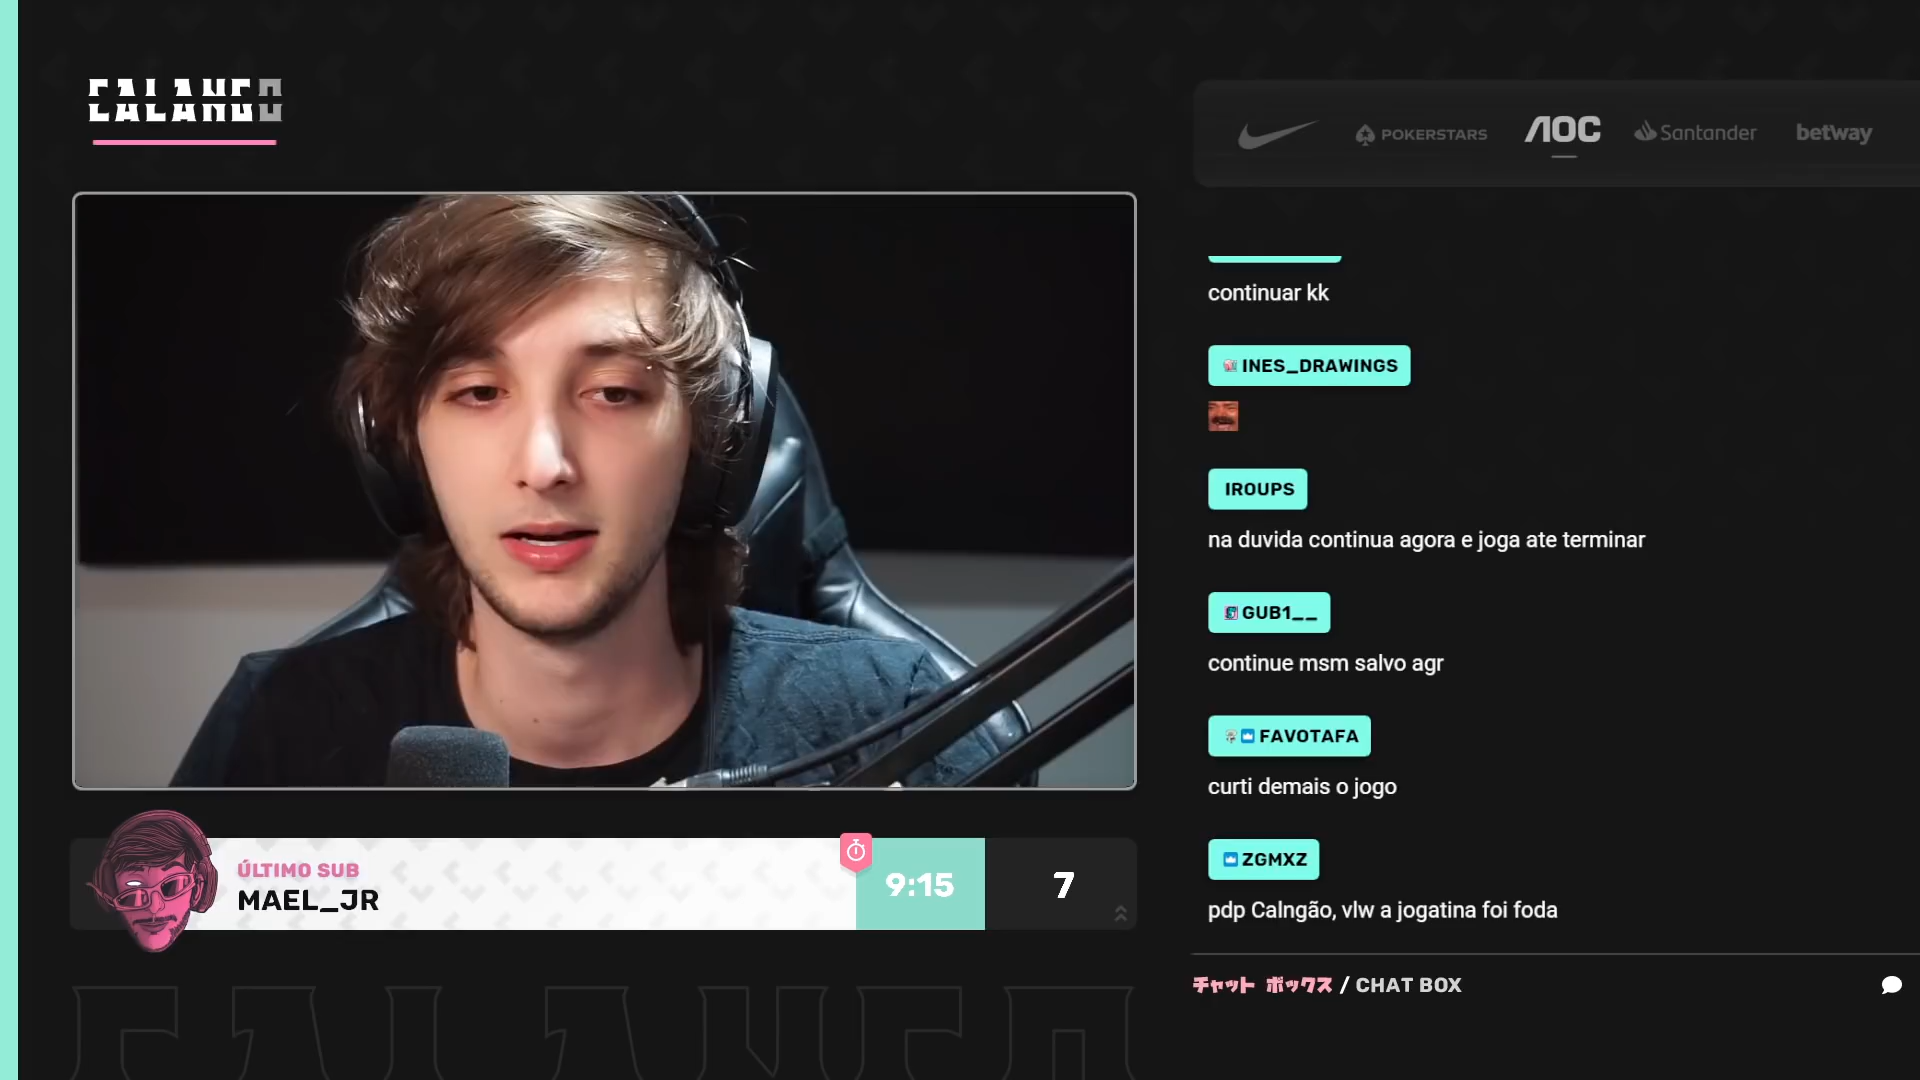 CALANGO
POKERSTARS
AOC
Santander
betway
continuar kk
INES_DRAWINGS
IROUPS
na duvida continua agora e joga ate terminar
GUB1__
continue msm salvo agr
FAVOTAFA
curti demais o jogo
ZGMXZ
pdp Calngão, vlw a jogatina foi foda
ÚLTIMO SUB
MAEL_JR
9:15
7
チャット ボックス / CHAT BOX
CALANGO